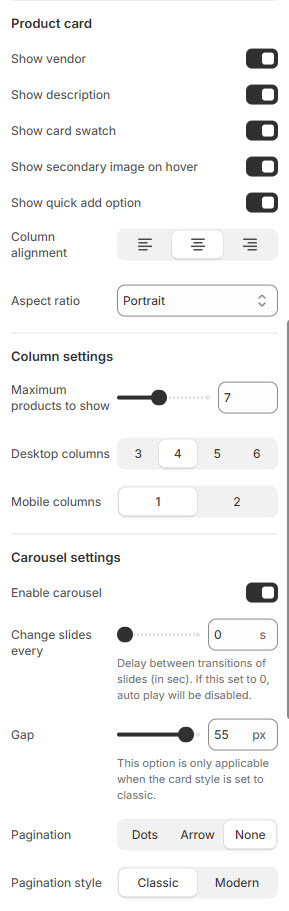 Product card
Show vendor
Show description
Show card swatch
Show secondary image on hover
Show quick add option
Column
alignment
Aspect ratio
Portrait
Column settings
Maximum
products to show
7
Desktop columns
3 4 5 6
Mobile columns
1 2
Carousel settings
Enable carousel
Change slides
every
0 s
Delay between transitions of
slides (in sec). If this set to 0,
auto play will be disabled.
Gap
55 px
This option is only applicable
when the card style is set to
classic.
Pagination
Dots Arrow None
Pagination style
Classic Modern